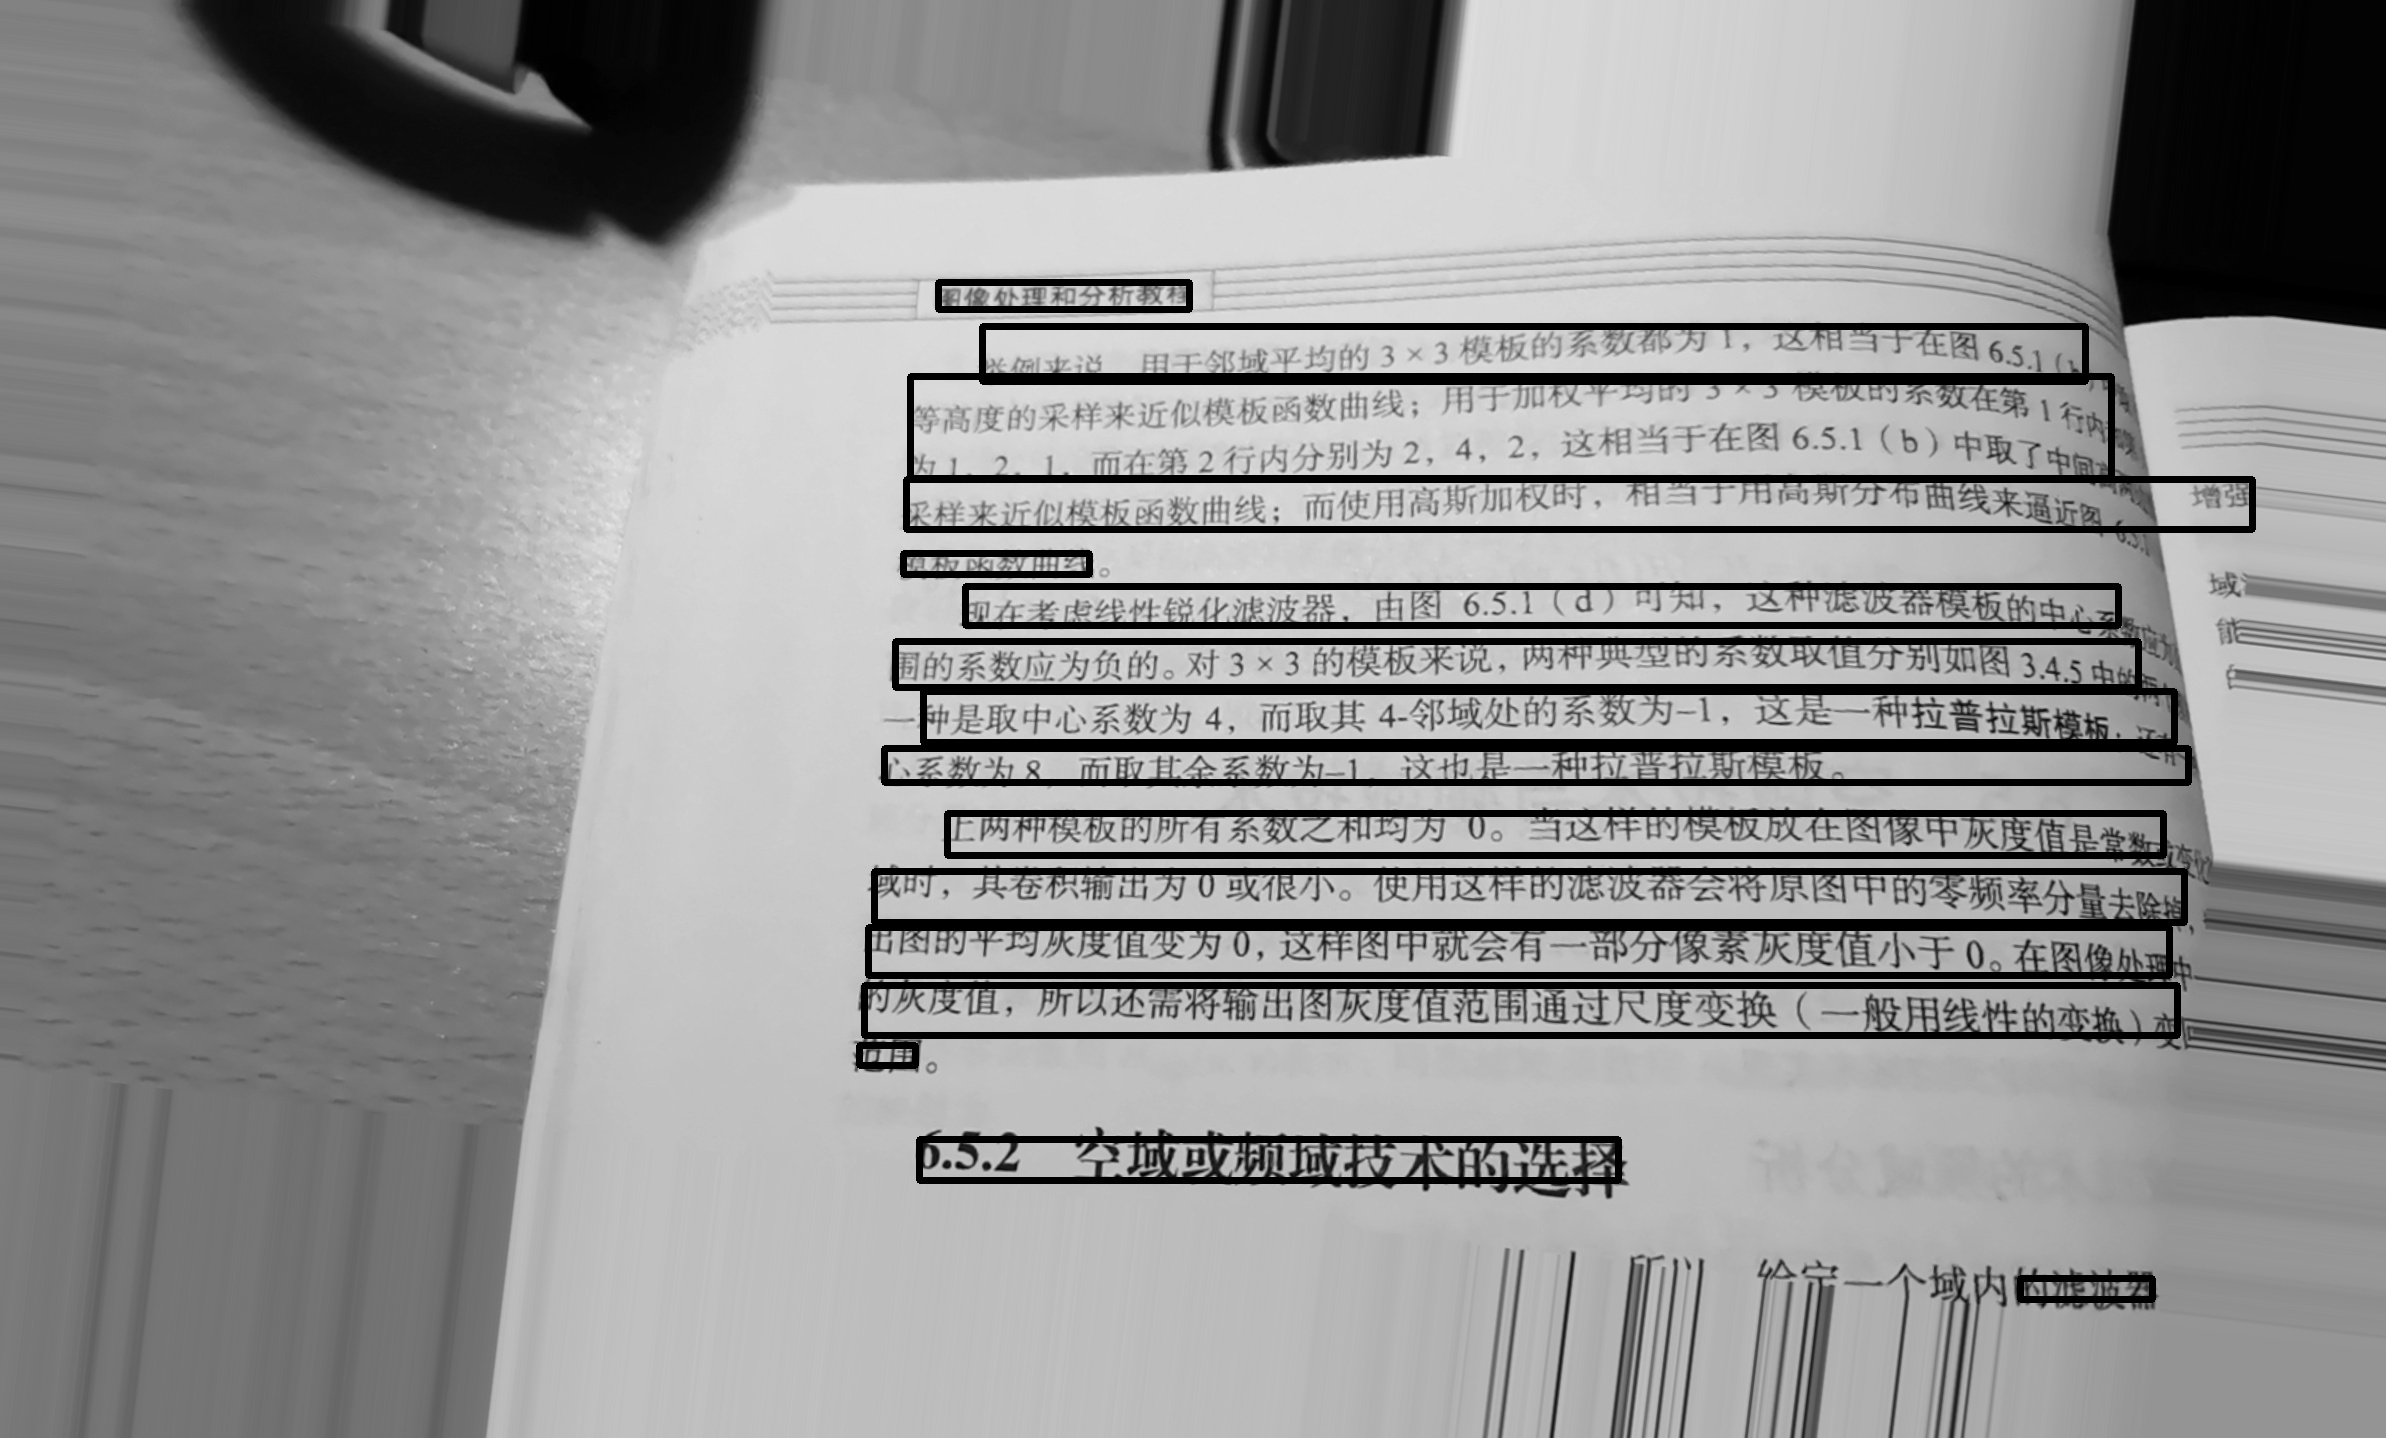 图像处理和分析教程
举例来说，用于邻域平均的 3 × 3 模板的系数都为 1，这相当于在图 6.5.1（b
等高度的采样来近似模板函数曲线；用于加权平均的 3 × 3 模板的系数在第 1 行内
为 1，2，1，而在第 2 行内分别为 2，4，2，这相当于在图 6.5.1（b）中取了中间高两
采样来近似模板函数曲线；而使用高斯加权时，相当于用高斯分布曲线来逼近图 6.5.1
模板函数曲线。
现在考虑线性锐化滤波器，由图 6.5.1（d）可知，这种滤波器模板的中心系数应为
围的系数应为负的。对 3 × 3 的模板来说，两种典型的系数取值分别如图 3.4.5 中的两
一种是取中心系数为 4，而取其 4-邻域处的系数为–1，这是一种拉普拉斯模板；还有
心系数为 8，而取其余系数为–1，这也是一种拉普拉斯模板。
上两种模板的所有系数之和均为 0。当这样的模板放在图像中灰度值是常数或变化
域时，其卷积输出为 0 或很小。使用这样的滤波器会将原图中的零频率分量去除掉，
出图的平均灰度值变为 0，这样图中就会有一部分像素灰度值小于 0。在图像处理中
的灰度值，所以还需将输出图灰度值范围通过尺度变换（一般用线性的变换）变回
范围。
6.5.2 空域或频域技术的选择
所以 给定一个域内的滤波器
增强
域
能